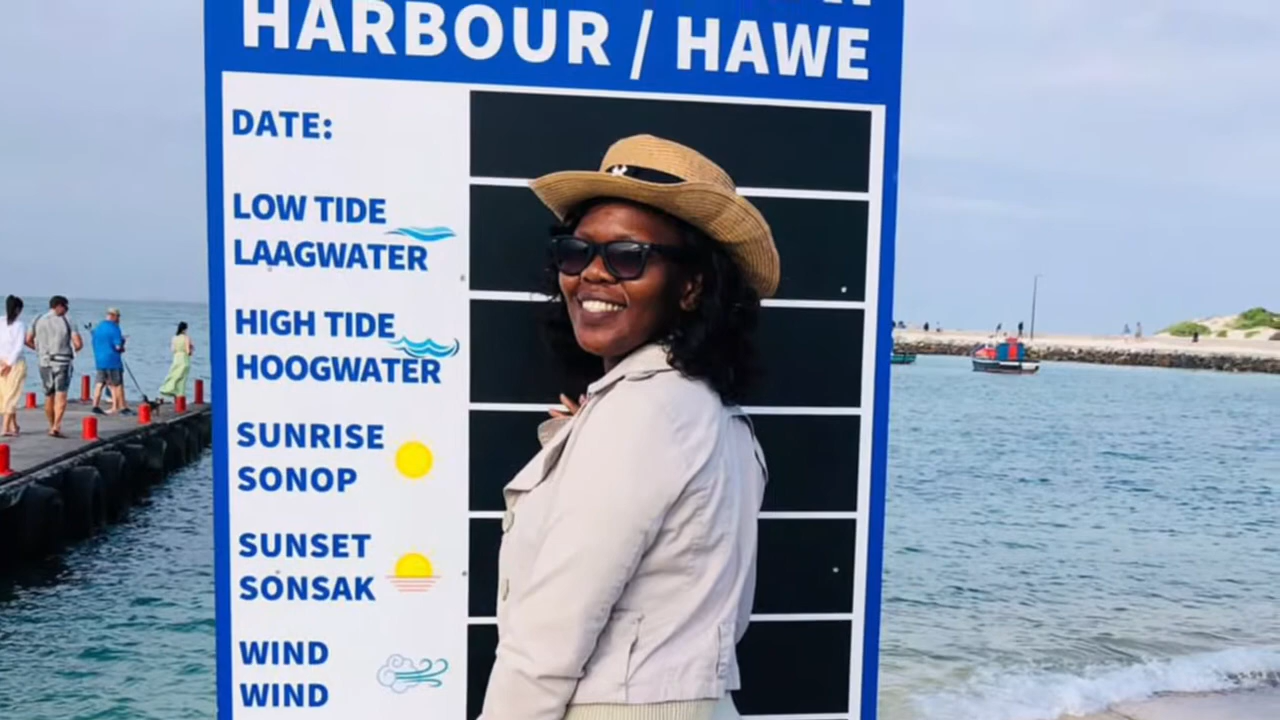 HARBOUR / HAWE
DATE:
LOW TIDE
LAAGWATER
HIGH TIDE
HOOGWATER
SUNRISE
SONOP
SUNSET
SONSAK
WIND
WIND